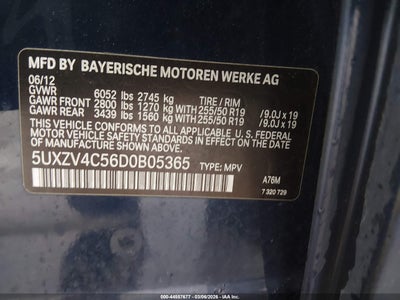 MFD BY BAYERISCHE MOTOREN WERKE AG
06/12
GVWR 6052 lbs 2745 kg TIRE / RIM
GAWR FRONT 2800 lbs 1270 kg 255/50 R19 /9.0J x 19
GAWR REAR 3439 lbs 1560 kg 255/50 R19 /9.0J x 19
THIS VEHICLE CONFORMS TO ALL APPLICABLE U.S. FEDERAL
MOTOR VEHICLE SAFETY STANDARDS IN EFFECT ON
THE DATE OF MANUFACTURE SHOWN ABOVE.
5UXZV4C56D0B05365 TYPE: MPV
A76M
7 320 729
000-44557677 - 03/06/2026 - IAA Inc.